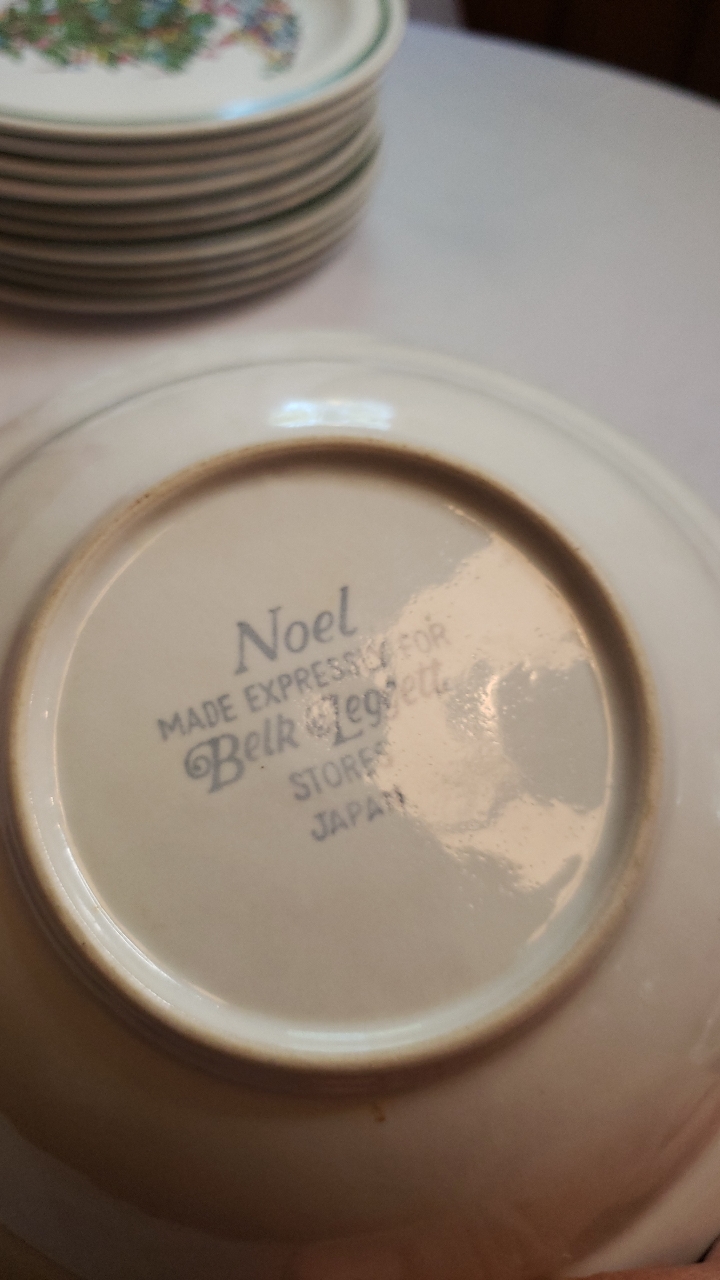 Noel
MADE EXPRESSLY FOR
Belk Leggett
STORES
JAPAN